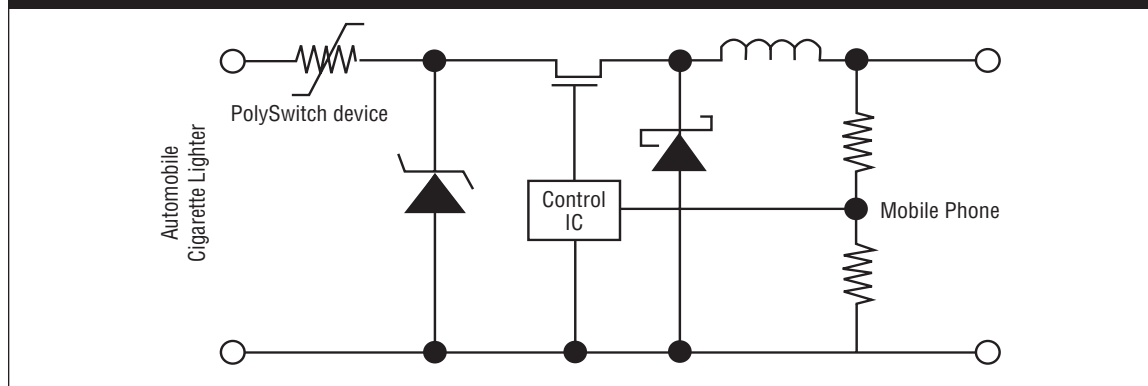 PolySwitch device
Automobile
Cigarette Lighter
Control
IC
Mobile Phone